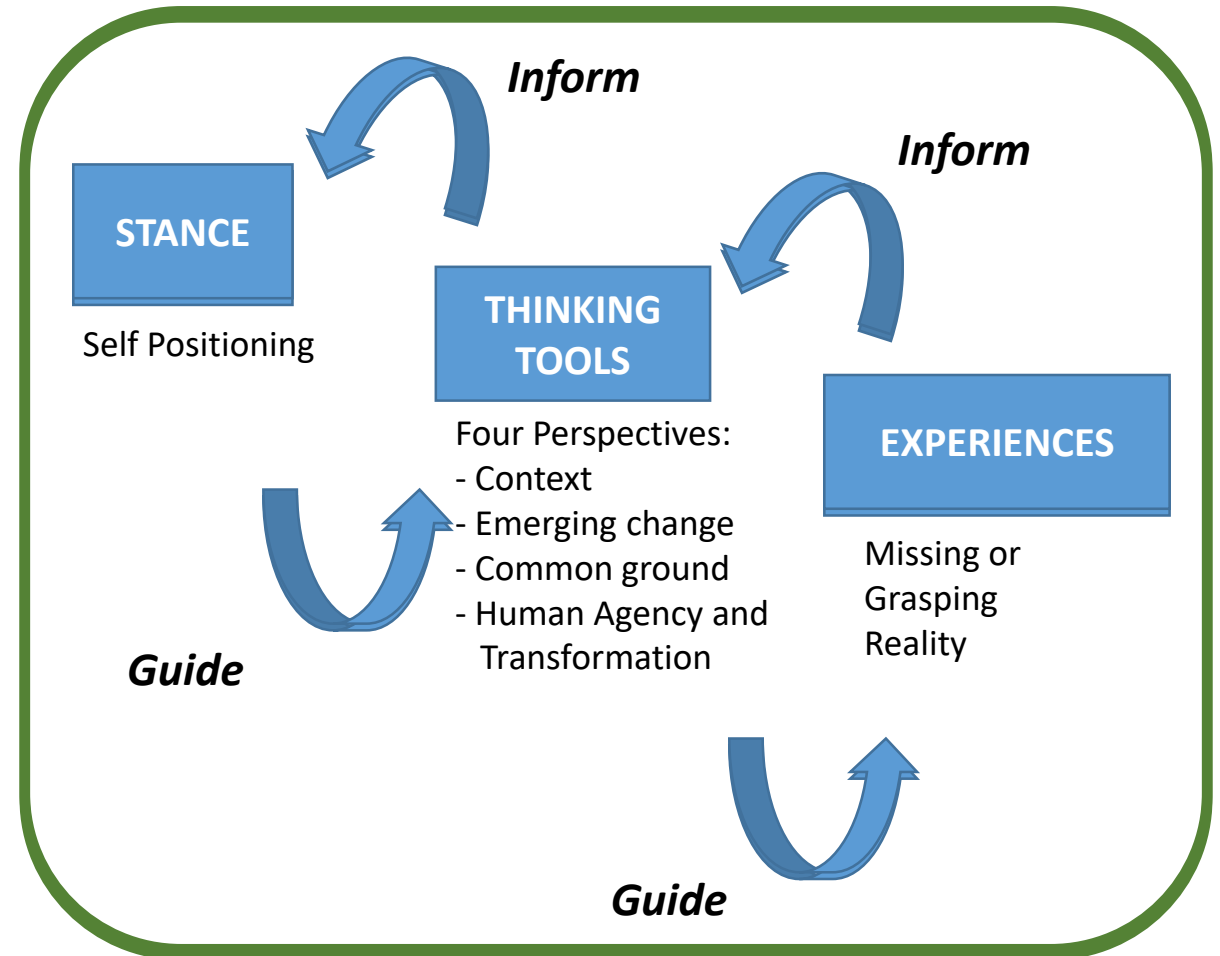 Inform
Inform
STANCE
Self Positioning
THINKING
TOOLS
Four Perspectives:
- Context
- Emerging change
- Common ground
- Human Agency and
Transformation
EXPERIENCES
Missing or
Grasping
Reality
Guide
Guide